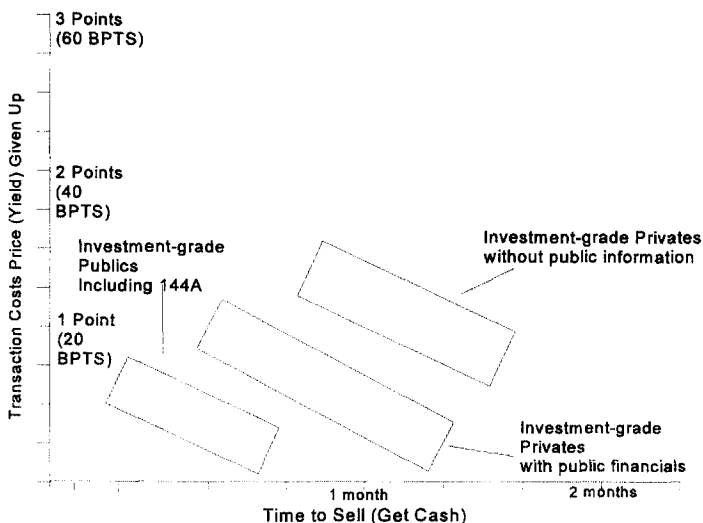 3 Points
(60 BPTS)
Transaction Costs Price (Yield) Given Up
2 Points
(40
BPTS)
Investment-grade
Publics
Including 144A
Investment-grade Privates
without public information
1 Point
(20
BPTS)
Investment-grade
Privates
with public financials
1 month
2 months
Time to Sell (Get Cash)